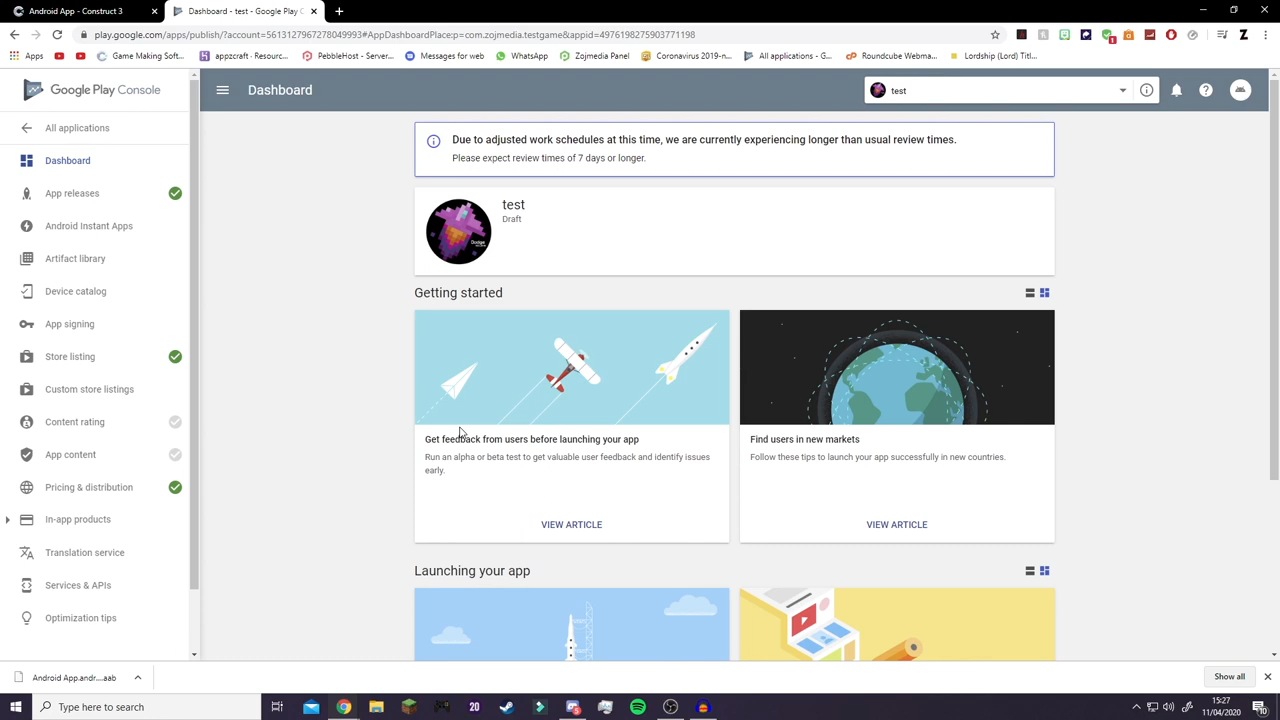 Android App - Construct 3
Dashboard - test - Google Play C
play.google.com/apps/publish/?account=5613127967278049993#AppDashboardPlace:p=com.zojmedia.testgame&appid=4976198275903771198
Apps
Game Making Soft...
appzcraft - Resourc...
PebbleHost - Server...
Messages for web
WhatsApp
Zojmedia Panel
Coronavirus 2019-n...
All applications - G...
Roundcube Webma...
Lordship (Lord) Titl...
Google Play Console
Dashboard
test
All applications
Dashboard
App releases
Android Instant Apps
Artifact library
Device catalog
App signing
Store listing
Custom store listings
Content rating
App content
Pricing & distribution
In-app products
Translation service
Services & APIs
Optimization tips
Due to adjusted work schedules at this time, we are currently experiencing longer than usual review times.
Please expect review times of 7 days or longer.
test
Draft
Dodge
Getting started
Get feedback from users before launching your app
Run an alpha or beta test to get valuable user feedback and identify issues
early.
VIEW ARTICLE
Find users in new markets
Follow these tips to launch your app successfully in new countries.
VIEW ARTICLE
Launching your app
Android App.andr....aab
Show all
Type here to search
20
15:27
11/04/2020